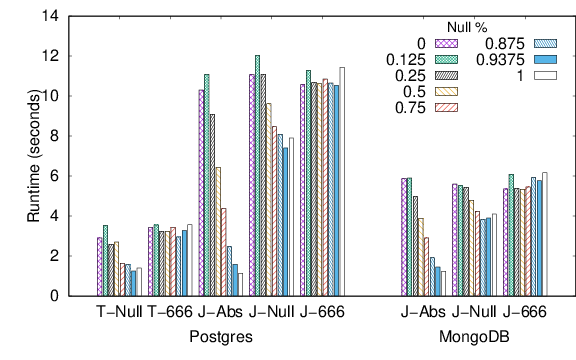 14
12
10
8
6
4
2
0
Runtime (seconds)
Null %
0
0.125
0.25
0.5
0.75
0.875
0.9375
1
T−Null T−666 J−Abs J−Null J−666
J−Abs J−Null J−666
Postgres
MongoDB